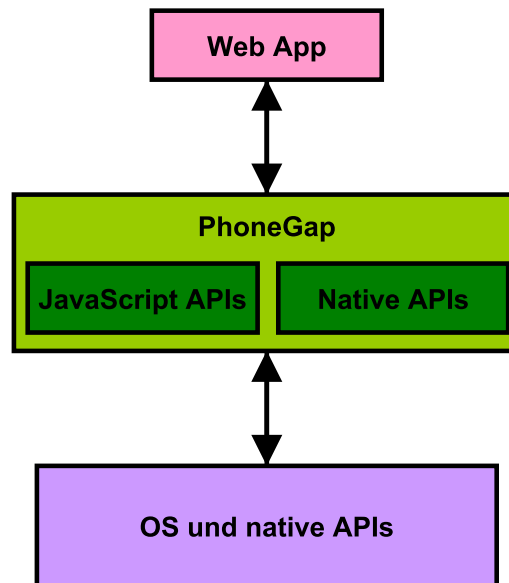 Web App
PhoneGap
JavaScript APIs
Native APIs
OS und native APIs